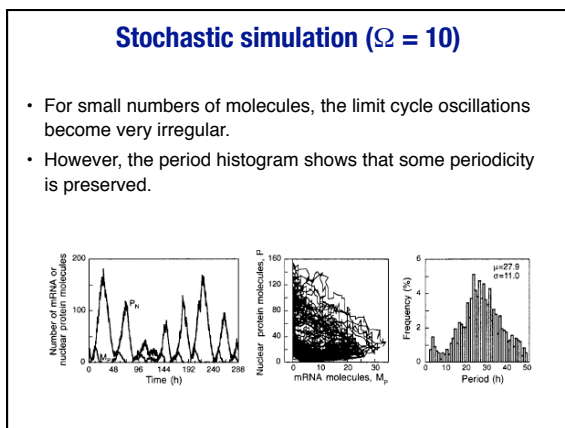 Stochastic simulation (Ω = 10)
• For small numbers of molecules, the limit cycle oscillations
become very irregular.
• However, the period histogram shows that some periodicity
is preserved.
Number of mRNA or
nuclear protein molecules
200
100
0
P_N
M_P
0 48 96 144 192 240 288
Time (h)
Nuclear protein molecules, P
160
120
80
40
0
0 10 20 30
mRNA molecules, M_P
Frequency (%)
6
4
2
0
μ=27.9
σ=11.0
0 10 20 30 40 50
Period (h)